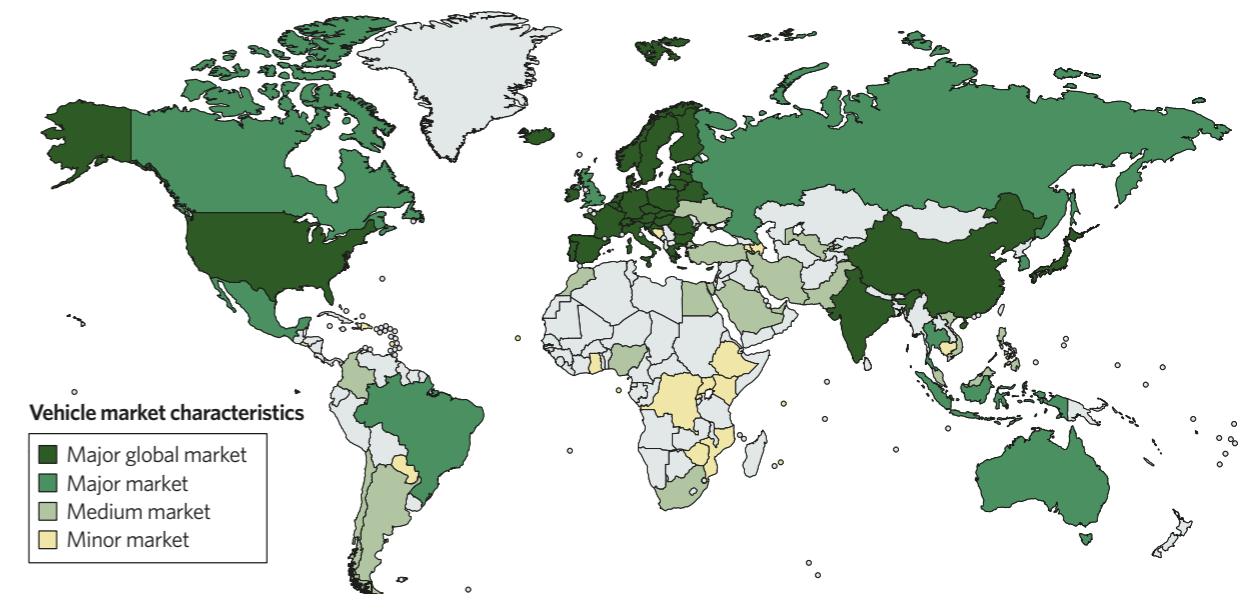 Vehicle market characteristics
Major global market
Major market
Medium market
Minor market